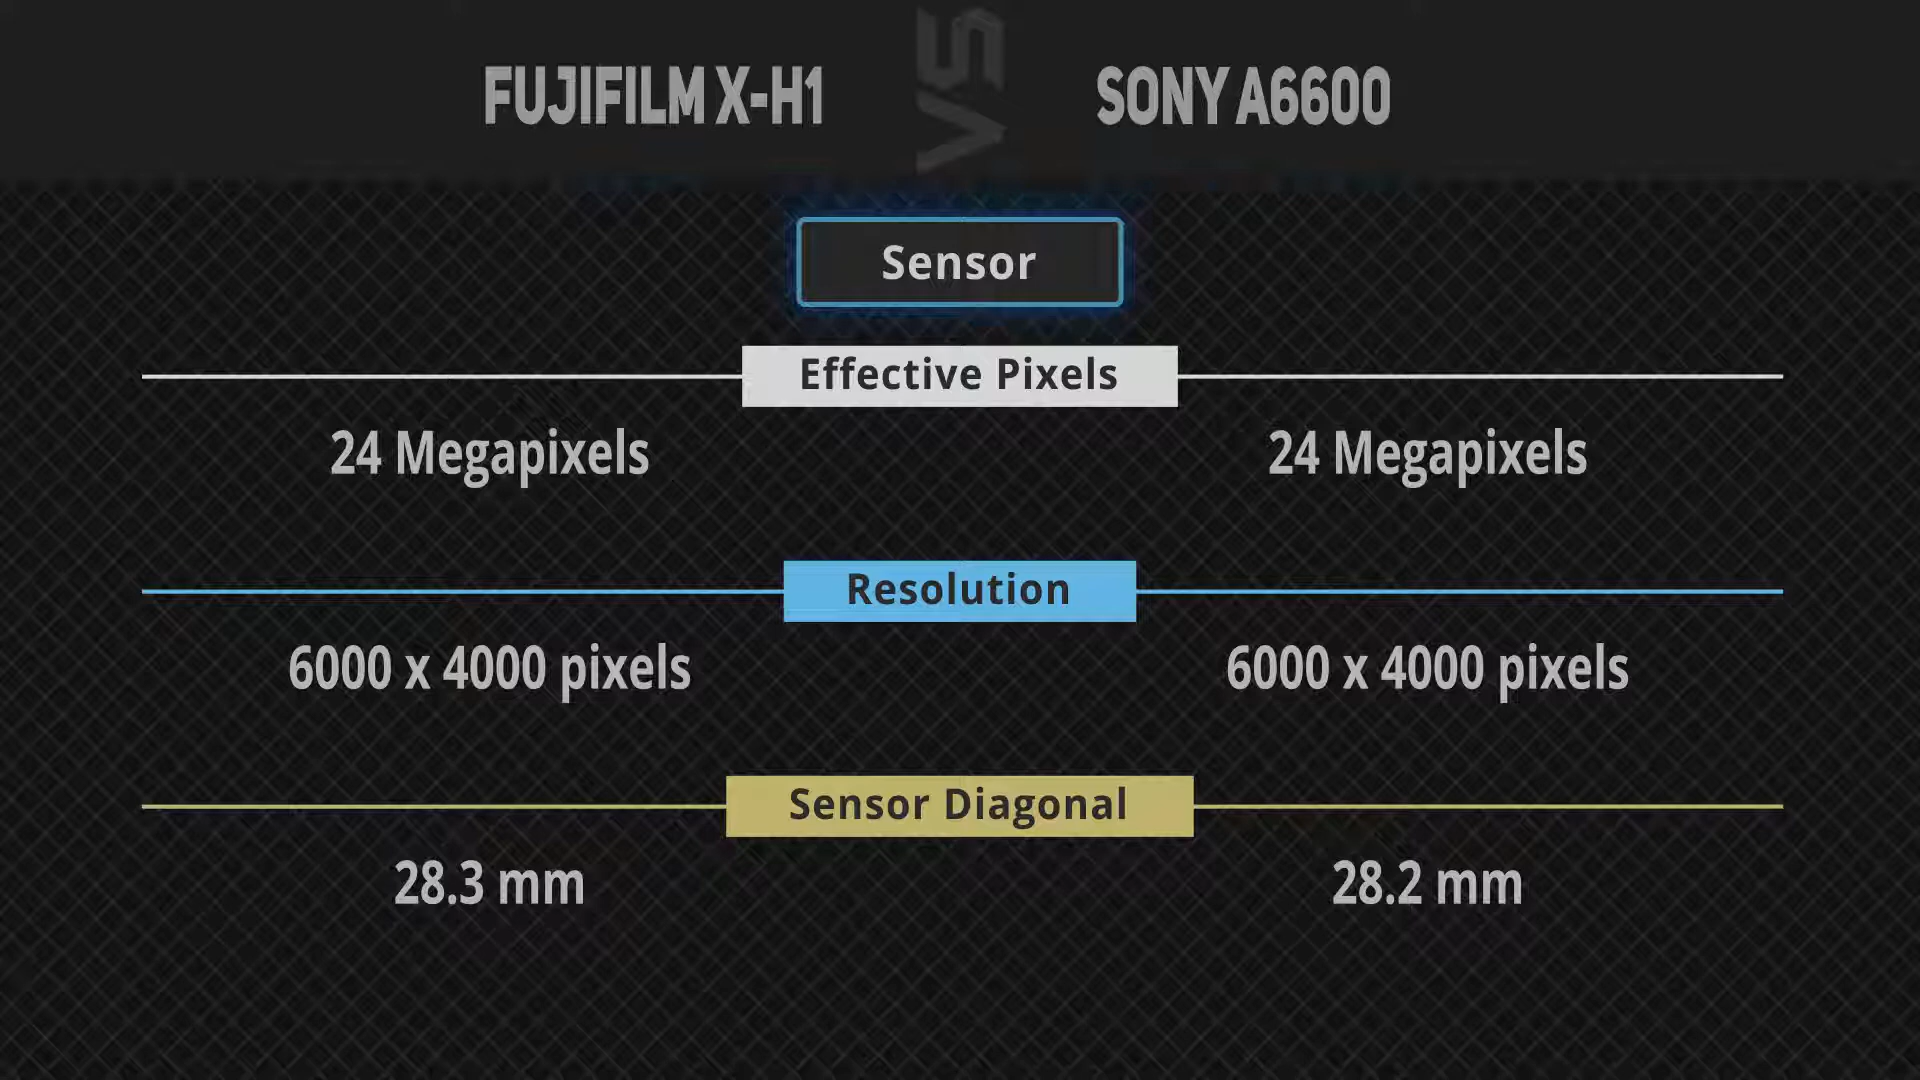 FUJIFILM X-H1
VS
SONY A6600
Sensor
Effective Pixels
24 Megapixels
24 Megapixels
Resolution
6000 x 4000 pixels
6000 x 4000 pixels
Sensor Diagonal
28.3 mm
28.2 mm